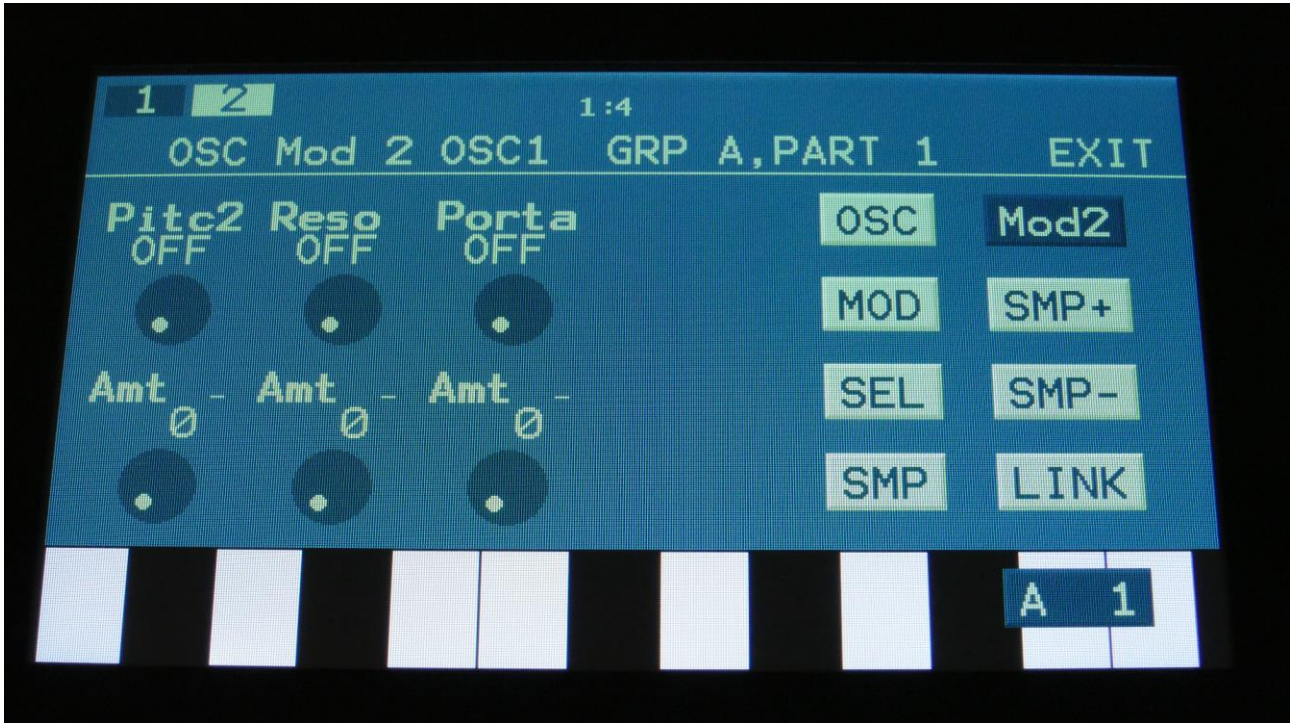 1 2 1:4
OSC Mod 2 OSC1 GRP A,PART 1 EXIT
Pitc2 Reso Porta OSC Mod2
OFF OFF OFF
MOD SMP+
Amt - Amt - Amt - SEL SMP-
0 0 0
SMP LINK
A 1